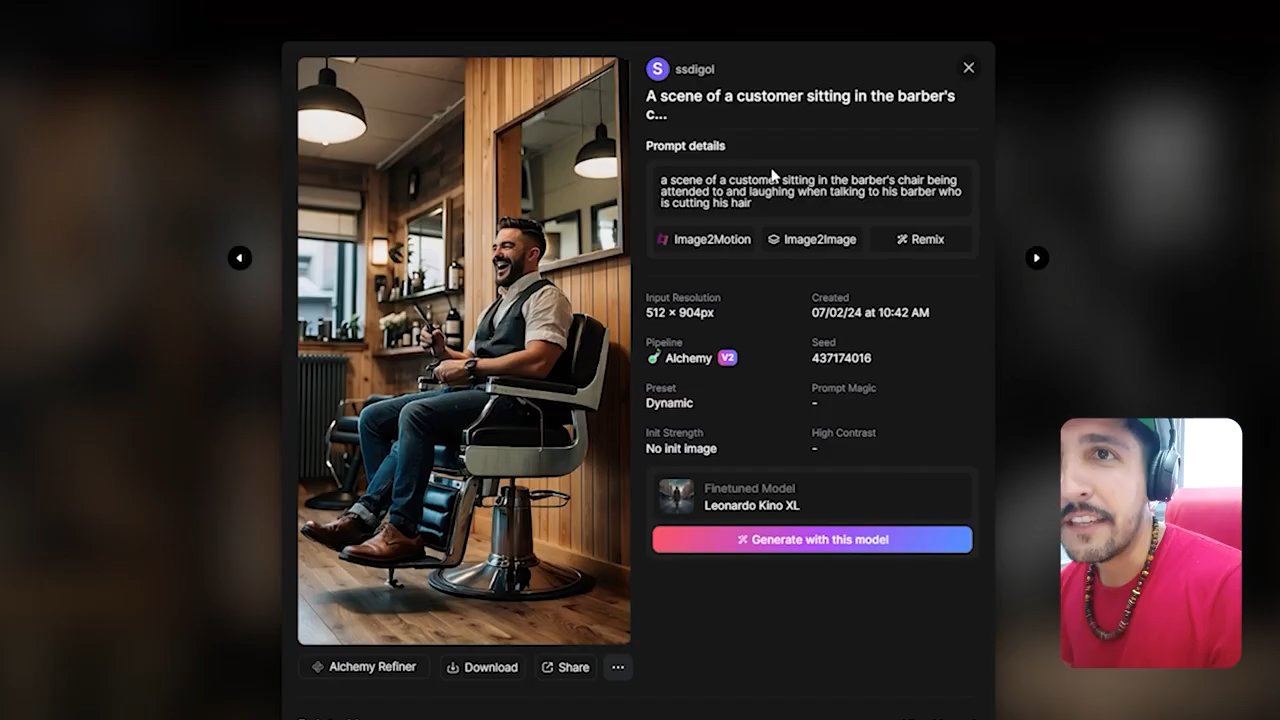 S ssdigol
A scene of a customer sitting in the barber's
c...
Prompt details
a scene of a customer sitting in the barber's chair being
attended to and laughing when talking to his barber who
is cutting his hair
Image2Motion
Image2Image
Remix
Input Resolution
512 × 904px
Created
07/02/24 at 10:42 AM
Pipeline
Alchemy V2
Seed
437174016
Preset
Dynamic
Prompt Magic
-
Init Strength
No init image
High Contrast
-
Finetuned Model
Leonardo Kino XL
Generate with this model
Alchemy Refiner
Download
Share
...